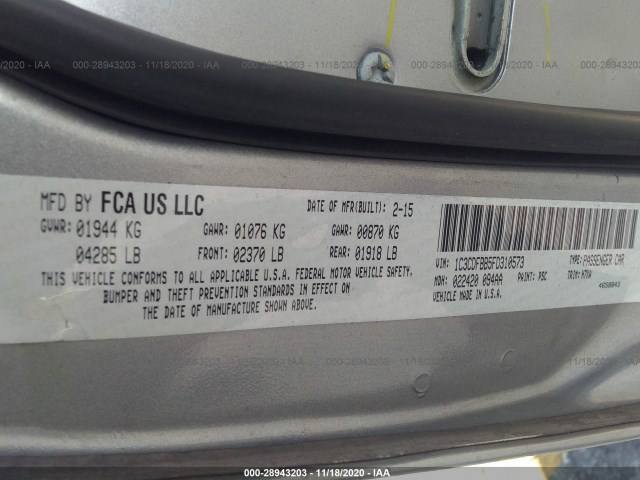 000-28943203 - 11/18/2020 - IAA
MFD BY FCA US LLC
DATE OF MFR(BUILT): 2-15
GVWR: 01944 KG
GAWR: 01076 KG
GAWR: 00870 KG
04285 LB
FRONT: 02370 LB
REAR: 01918 LB
THIS VEHICLE CONFORMS TO ALL APPLICABLE U.S.A. FEDERAL MOTOR VEHICLE SAFETY,
BUMPER AND THEFT PREVENTION STANDARDS IN EFFECT ON
THE DATE OF MANUFACTURE SHOWN ABOVE.
VIN: 1C3CDFBB5FD310573
TYPE: PASSENGER CAR
MDH: 022420 094AA
PAINT: PSC
TRIM:
MADE IN U.S.A.
000-28943203 - 11/18/2020 - IAA